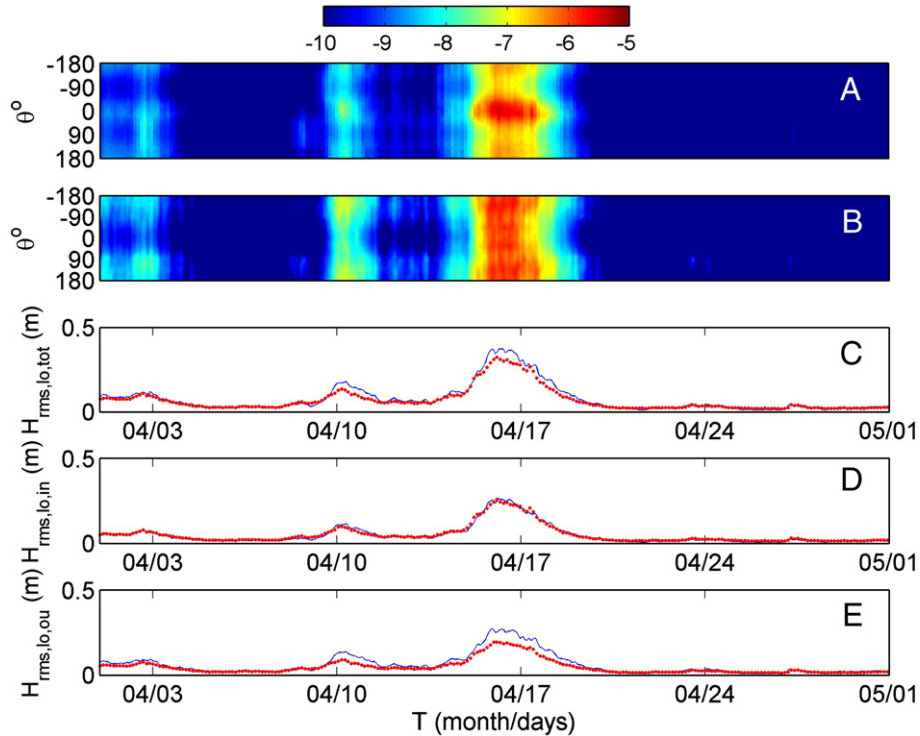 -10 -9 -8 -7 -6 -5
-180
-90
0
90
180
θ°
A
-180
-90
0
90
180
θ°
B
0.5
0
H_rms,lo,tot (m)
C
04/03 04/10 04/17 04/24 05/01
0.5
0
H_rms,lo,in (m)
D
04/03 04/10 04/17 04/24 05/01
0.5
0
H_rms,lo,ou (m)
E
04/03 04/10 04/17 04/24 05/01
T (month/days)